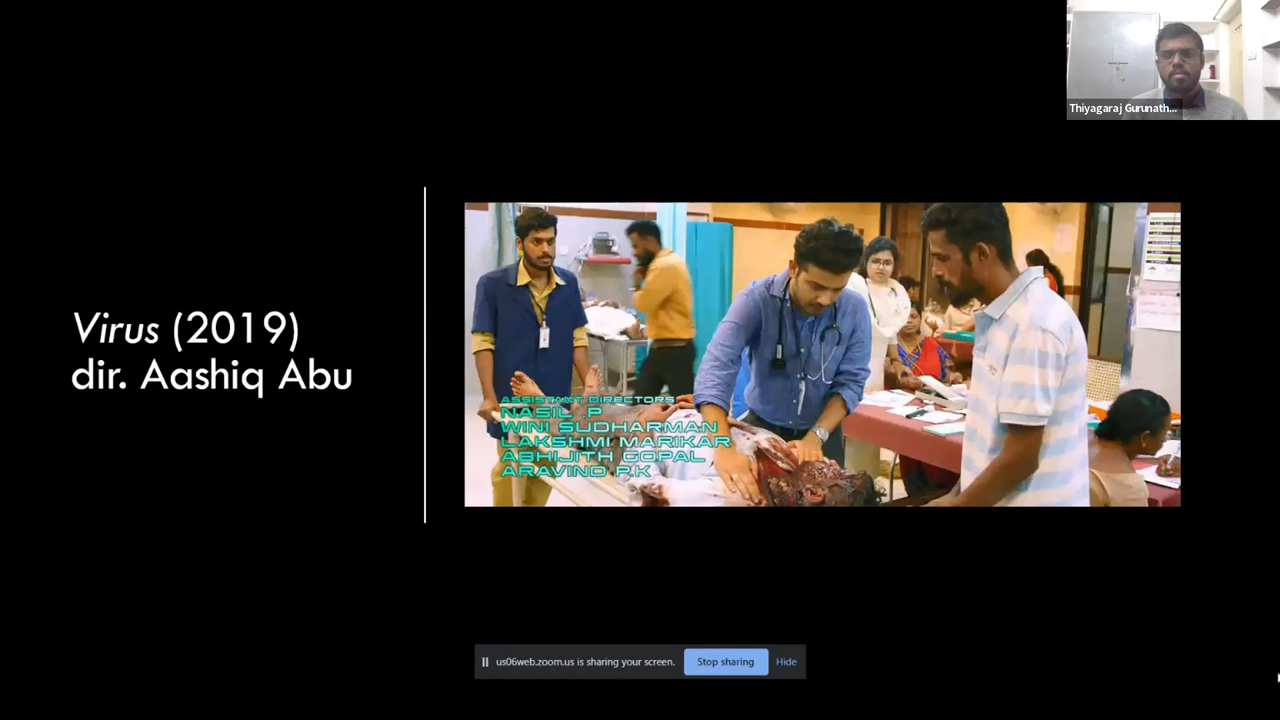 Thiyagaraj Gurunath...
Virus (2019)
dir. Aashiq Abu
ASSISTANT DIRECTORS
NASIL .P
WINI SUDHARMAN
LAKSHMI MARIKAR
ABHIJITH GOPAL
ARAVIND P.K
us06web.zoom.us is sharing your screen.
Stop sharing
Hide